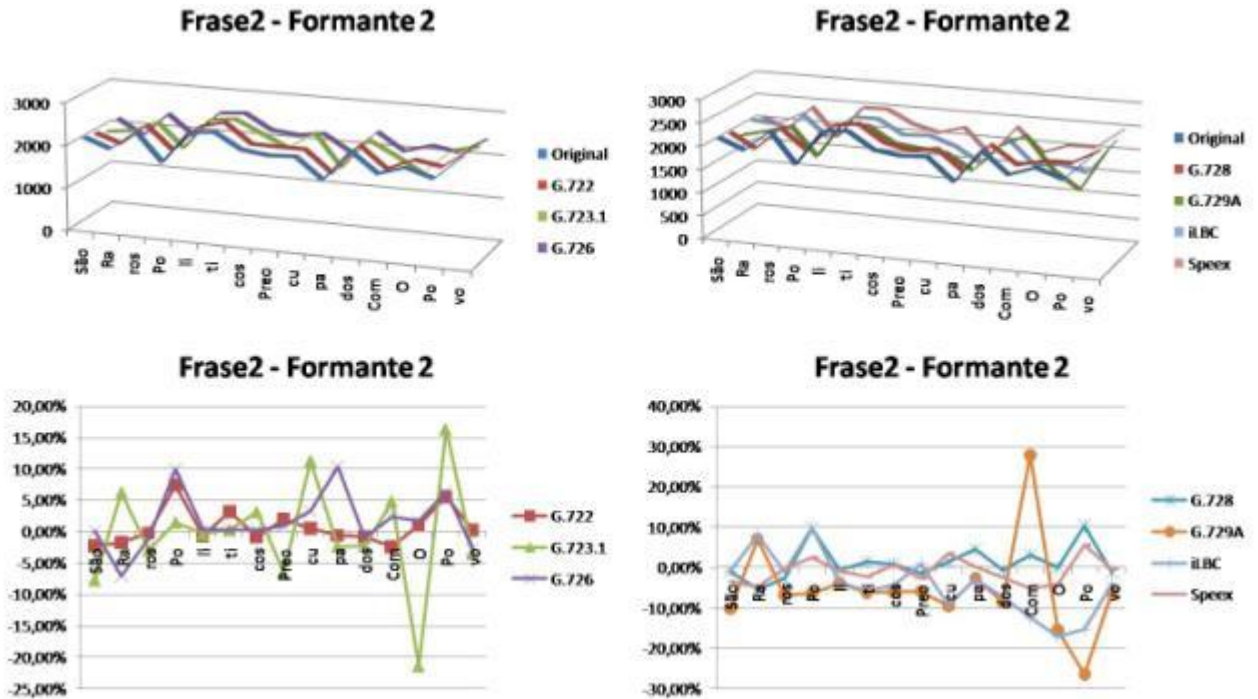 Frase2 - Formante 2
3000
2000
1000
0
São
Ra
ros
Po
li
ti
cos
Preo
cu
pa
dos
Com
O
Po
vo
Original
G.722
G.723.1
G.726
Frase2 - Formante 2
3000
2500
2000
1500
1000
500
0
São
Ra
ros
Po
li
ti
cos
Preo
cu
pa
dos
Com
O
Po
vo
Original
G.728
G.729A
iLBC
Speex
Frase2 - Formante 2
20,00%
15,00%
10,00%
5,00%
0,00%
-5,00%
-10,00%
-15,00%
-20,00%
-25,00%
São
Ra
ros
Po
li
ti
cos
Preo
cu
pa
dos
Com
O
Po
vo
G.722
G.723.1
G.726
Frase2 - Formante 2
40,00%
30,00%
20,00%
10,00%
0,00%
-10,00%
-20,00%
-30,00%
São
Ra
ros
Po
li
ti
cos
Preo
cu
pa
dos
Com
O
Po
vo
G.728
G.729A
iLBC
Speex